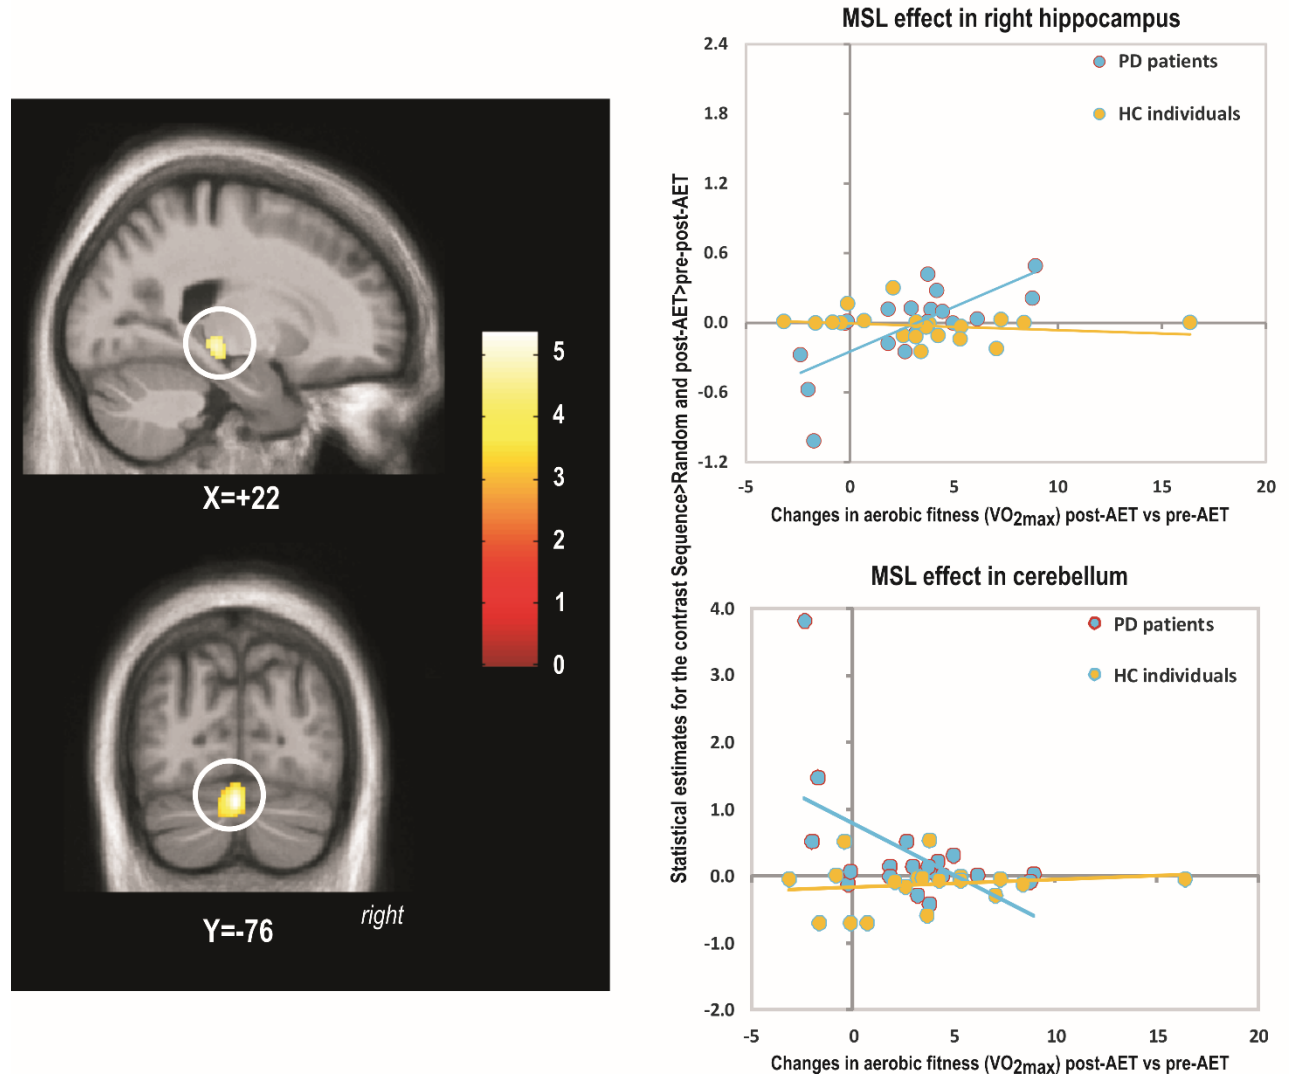 X=+22
Y=-76
right
5
4
3
2
1
0
MSL effect in right hippocampus
PD patients
HC individuals
2.4
1.8
1.2
0.6
0.0
-0.6
-1.2
-5
0
5
10
15
20
Changes in aerobic fitness (VO2max) post-AET vs pre-AET
Statistical estimates for the contrast Sequence>Random and post-AET>pre-post-AET
MSL effect in cerebellum
PD patients
HC individuals
4.0
3.0
2.0
1.0
0.0
-1.0
-2.0
-5
0
5
10
15
20
Changes in aerobic fitness (VO2max) post-AET vs pre-AET